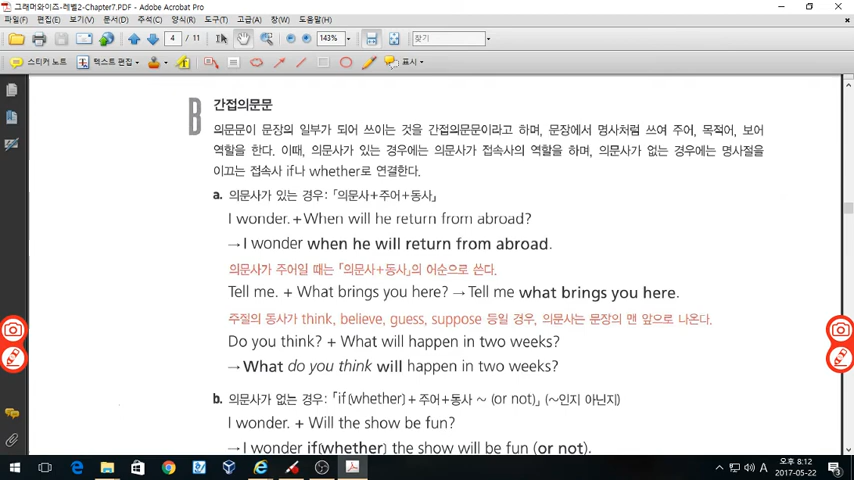 그래머와이즈-레벨2-Chapter7.PDF - Adobe Acrobat Pro
파일(F) 편집(E) 보기(V) 문서(D) 주석(C) 양식(R) 도구(T) 고급(A) 창(W) 도움말(H)
4 / 11 143% 찾기
스티커 노트 텍스트 편집 표시
B 간접의문문
의문문이 문장의 일부가 되어 쓰이는 것을 간접의문문이라고 하며, 문장에서 명사처럼 쓰여 주어, 목적어, 보어
역할을 한다. 이때, 의문사가 있는 경우에는 의문사가 접속사의 역할을 하며, 의문사가 없는 경우에는 명사절을
이끄는 접속사 if나 whether로 연결한다.
a. 의문사가 있는 경우: 「의문사+주어+동사」
I wonder. + When will he return from abroad?
→ I wonder when he will return from abroad.
의문사가 주어일 때는 「의문사+동사」의 어순으로 쓴다.
Tell me. + What brings you here? → Tell me what brings you here.
주절의 동사가 think, believe, guess, suppose 등일 경우, 의문사는 문장의 맨 앞으로 나온다.
Do you think? + What will happen in two weeks?
→ What do you think will happen in two weeks?
b. 의문사가 없는 경우: 「if(whether) + 주어+동사 ~ (or not)」 (~인지 아닌지)
I wonder. + Will the show be fun?
→ I wonder if(whether) the show will be fun (or not).
A 오후 8:12
2017-05-22